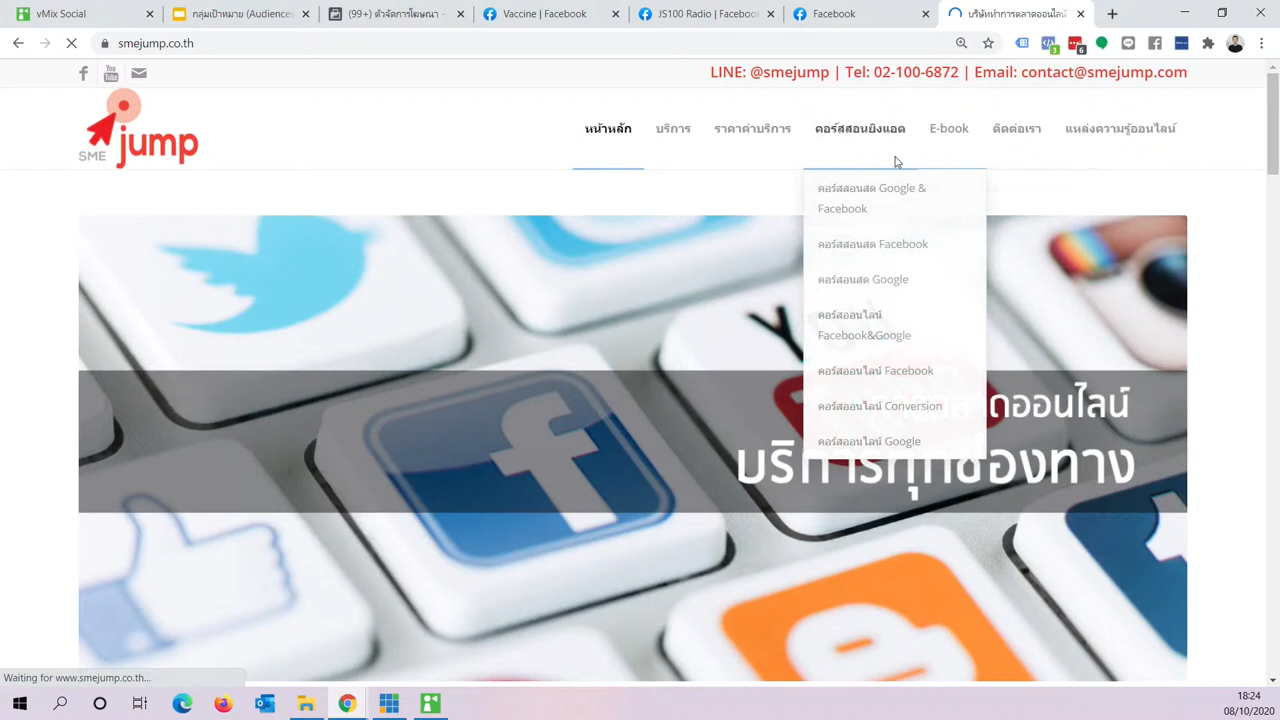 vMix Social
กลุ่มเป้าหมาย (Audiences
(99+) ตัวจัดการโฆษณา -
Vaccine | Facebook
JS100 Radio | Facebook
Facebook
บริษัททำการตลาดออนไลน์
smejump.co.th
3
6
LINE: @smejump | Tel: 02-100-6872 | Email: contact@smejump.com
You
Tube
SME jump
หน้าหลัก
บริการ
ราคาค่าบริการ
คอร์สสอนยิงแอด
E-book
ติดต่อเรา
แหล่งความรู้ออนไลน์
คอร์สสอนสด Google &
Facebook
คอร์สสอนสด Facebook
คอร์สอนสด Google
คอร์สออนไลน์
Facebook&Google
คอร์สออนไลน์ Facebook
คอร์สออนไลน์ Conversion
คอร์สออนไลน์ Google
ตลาดออนไลน์
บริการทุกช่องทาง
Waiting for www.smejump.co.th...
18:24
08/10/2020